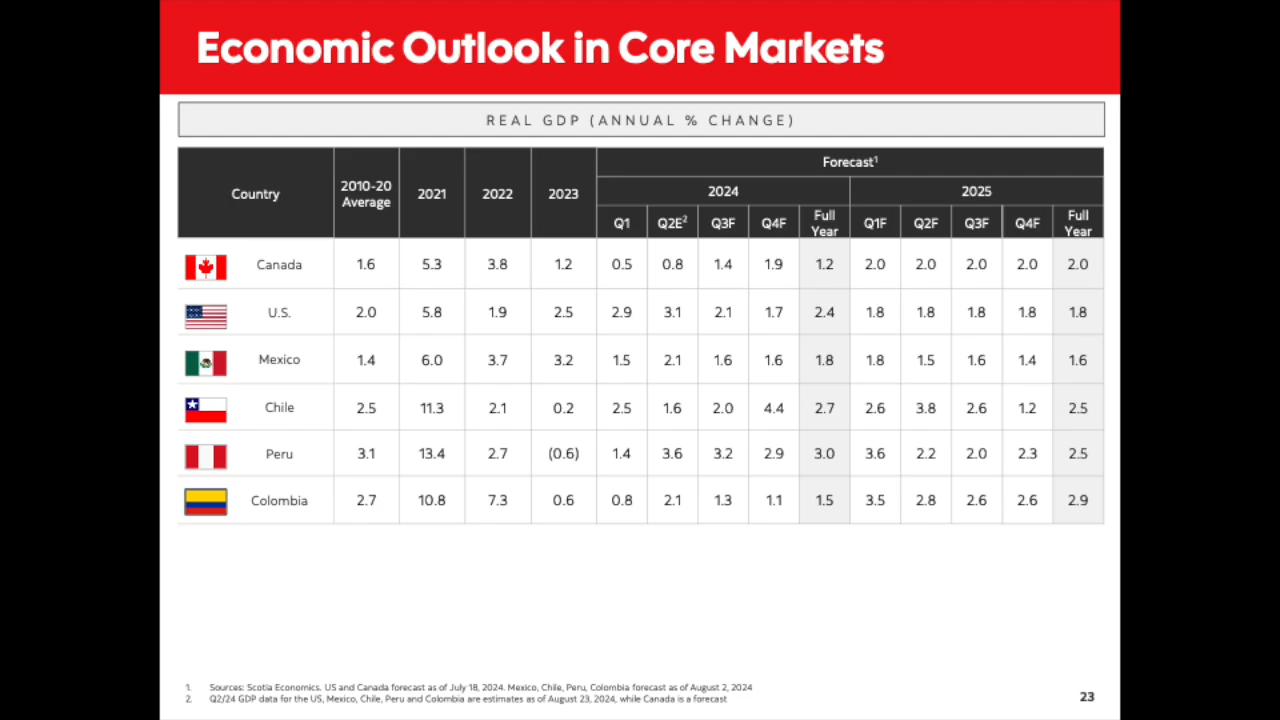 Economic Outlook in Core Markets
REAL GDP (ANNUAL % CHANGE)
Country 2010-20 Average 2021 2022 2023 Forecast1
2024 2025
Q1 Q2E2 Q3F Q4F Full Year Q1F Q2F Q3F Q4F Full Year
Canada 1.6 5.3 3.8 1.2 0.5 0.8 1.4 1.9 1.2 2.0 2.0 2.0 2.0 2.0
U.S. 2.0 5.8 1.9 2.5 2.9 3.1 2.1 1.7 2.4 1.8 1.8 1.8 1.8 1.8
Mexico 1.4 6.0 3.7 3.2 1.5 2.1 1.6 1.6 1.8 1.8 1.5 1.6 1.4 1.6
Chile 2.5 11.3 2.1 0.2 2.5 1.6 2.0 4.4 2.7 2.6 3.8 2.6 1.2 2.5
Peru 3.1 13.4 2.7 (0.6) 1.4 3.6 3.2 2.9 3.0 3.6 2.2 2.0 2.3 2.5
Colombia 2.7 10.8 7.3 0.6 0.8 2.1 1.3 1.1 1.5 3.5 2.8 2.6 2.6 2.9
1. Sources: Scotia Economics. US and Canada forecast as of July 18, 2024. Mexico, Chile, Peru, Colombia forecast as of August 2, 2024
2. Q2/24 GDP data for the US, Mexico, Chile, Peru and Colombia are estimates as of August 23, 2024, while Canada is a forecast
23